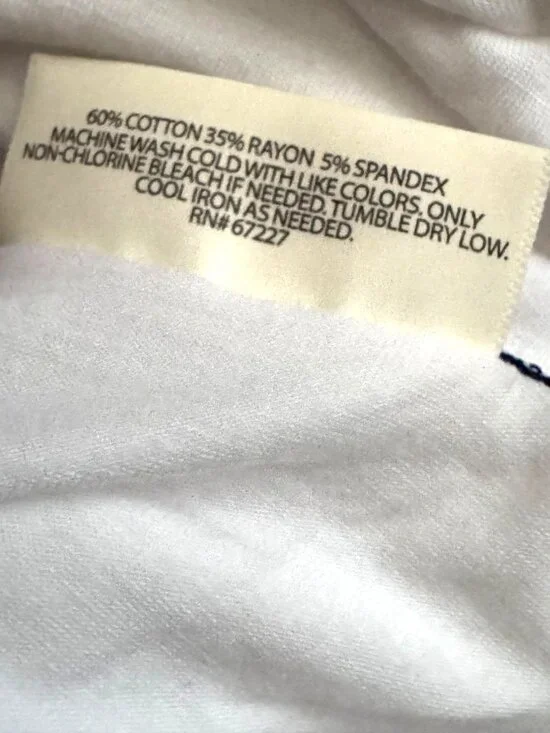 60% COTTON 35% RAYON 5% SPANDEX
MACHINE WASH COLD WITH LIKE COLORS. ONLY
NON-CHLORINE BLEACH IF NEEDED. TUMBLE DRY LOW.
COOL IRON AS NEEDED.
RN# 67227